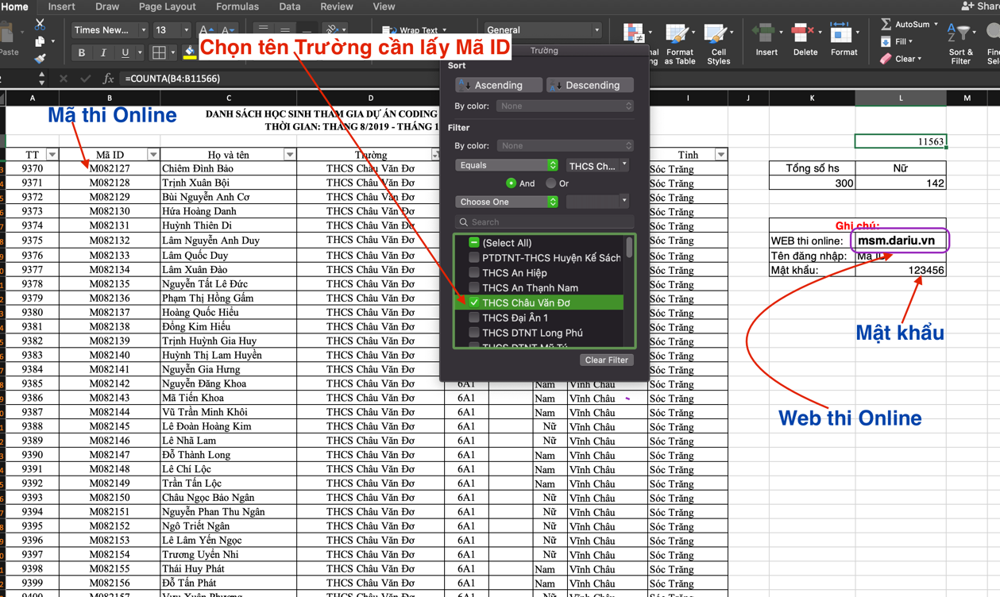 Home Insert Draw Page Layout Formulas Data Review View Share
Times New... 13 Wrap Text General AutoSum
Paste B I U Insert Delete Format Fill Clear
Format as Table Cell Styles Sort & Filter
Chọn tên Trường cần lấy Mã ID
fx =COUNTA(B4:B11566)
A B C D I J K L M
Mã thi Online
DANH SÁCH HỌC SINH THAM GIA DỰ ÁN CODING
THỜI GIAN: THÁNG 8/2019 - THÁNG 1
11563
TT Mã ID Họ và tên Trường Tỉnh
9370 M082127 Chiêm Đình Bảo THCS Châu Văn Đơ Sóc Trăng
9371 M082128 Trịnh Xuân Bội THCS Châu Văn Đơ Sóc Trăng
9372 M082129 Bùi Nguyễn Anh Cơ THCS Châu Văn Đơ Sóc Trăng
9373 M082130 Hứa Hoàng Danh THCS Châu Văn Đơ Sóc Trăng
9374 M082131 Huỳnh Thiên Di THCS Châu Văn Đơ Sóc Trăng
9375 M082132 Lâm Nguyễn Anh Duy THCS Châu Văn Đơ Sóc Trăng
9376 M082133 Lâm Quốc Duy THCS Châu Văn Đơ Sóc Trăng
9377 M082134 Lâm Xuân Đào THCS Châu Văn Đơ Sóc Trăng
9378 M082135 Nguyễn Tất Lê Đức THCS Châu Văn Đơ Sóc Trăng
9379 M082136 Phạm Thị Hồng Gấm THCS Châu Văn Đơ Sóc Trăng
9380 M082137 Hoàng Quốc Hiếu THCS Châu Văn Đơ Sóc Trăng
9381 M082138 Đồng Kim Hiếu THCS Châu Văn Đơ Sóc Trăng
9382 M082139 Trịnh Huỳnh Gia Huy THCS Châu Văn Đơ Sóc Trăng
9383 M082140 Huỳnh Thị Lam Huyền THCS Châu Văn Đơ Sóc Trăng
9384 M082141 Nguyễn Gia Hưng THCS Châu Văn Đơ Sóc Trăng
9385 M082142 Nguyễn Đăng Khoa THCS Châu Văn Đơ 6A1 Nam Vĩnh Châu Sóc Trăng
9386 M082143 Mã Tiến Khoa THCS Châu Văn Đơ 6A1 Nam Vĩnh Châu Sóc Trăng
9387 M082144 Vũ Trần Minh Khôi THCS Châu Văn Đơ 6A1 Nam Vĩnh Châu Sóc Trăng
9388 M082145 Lê Đoàn Hoàng Kim THCS Châu Văn Đơ 6A1 Nữ Vĩnh Châu Sóc Trăng
9389 M082146 Lê Nhã Lam THCS Châu Văn Đơ 6A1 Nữ Vĩnh Châu Sóc Trăng
9390 M082147 Đỗ Thành Long THCS Châu Văn Đơ 6A1 Nam Vĩnh Châu Sóc Trăng
9391 M082148 Lê Chí Lộc THCS Châu Văn Đơ 6A1 Nam Vĩnh Châu Sóc Trăng
9392 M082149 Trần Tấn Lộc THCS Châu Văn Đơ 6A1 Nam Vĩnh Châu Sóc Trăng
9393 M082150 Châu Ngọc Bảo Ngân THCS Châu Văn Đơ 6A1 Nữ Vĩnh Châu Sóc Trăng
9394 M082151 Nguyễn Phan Thu Ngân THCS Châu Văn Đơ 6A1 Nữ Vĩnh Châu Sóc Trăng
9395 M082152 Ngô Triết Ngân THCS Châu Văn Đơ 6A1 Nữ Vĩnh Châu Sóc Trăng
9396 M082153 Lê Lâm Yến Ngọc THCS Châu Văn Đơ 6A1 Nữ Vĩnh Châu Sóc Trăng
9397 M082154 Trương Uyển Nhi THCS Châu Văn Đơ 6A1 Nữ Vĩnh Châu Sóc Trăng
9398 M082155 Thái Huy Phát THCS Châu Văn Đơ 6A1 Nam Vĩnh Châu Sóc Trăng
9399 M082156 Đỗ Tấn Phát THCS Châu Văn Đơ 6A1 Nam Vĩnh Châu Sóc Trăng
9400 M082157 Vưu Xuân Phương THCS Châu Văn Đơ 6A1 Nữ Vĩnh Châu Sóc Trăng
Trường
Sort
Ascending Descending
By color: None
Filter
By color: None
Equals THCS Ch...
And Or
Choose One
Search
(Select All)
PTDTNT-THCS Huyện Kế Sách
THCS An Hiệp
THCS An Thạnh Nam
THCS Châu Văn Đơ
THCS Đại Ân 1
THCS DTNT Long Phú
THCS DTNT Mỹ Tú
Clear Filter
Tổng số hs Nữ
300 142
Ghi chú:
WEB thi online: msm.dariu.vn
Tên đăng nhập: Mã ID
Mật khẩu: 123456
Mật khẩu
Web thi Online